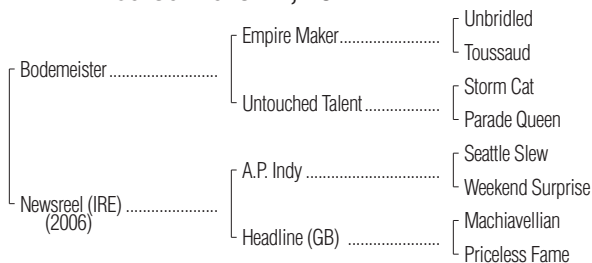 Unbridled
Empire Maker
Toussaud
Bodemeister
Storm Cat
Untouched Talent
Parade Queen
Seattle Slew
A.P. Indy
Weekend Surprise
Newsreel (IRE)
(2006)
Machiavellian
Headline (GB)
Priceless Fame